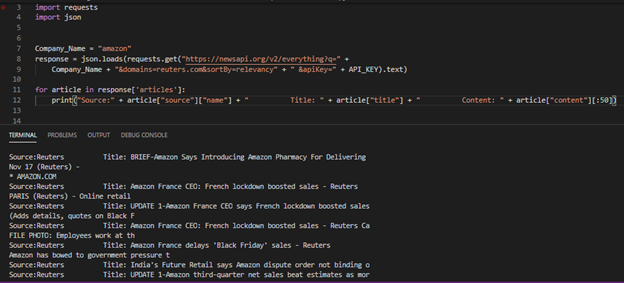 3 import requests
4 import json
5
6
7 Company_Name = "amazon"
8 response = json.loads(requests.get("https://newsapi.org/v2/everything?q=" +
9 Company_Name + "&domains=reuters.com&sortBy=relevancy" + " &apiKey=" + API_KEY).text)
10
11 for article in response['articles']:
12 print("Source:" + article["source"]["name"] + " Title: " + article["title"] + " Content: " + article["content"][:50])
13
14
TERMINAL PROBLEMS OUTPUT DEBUG CONSOLE
Source:Reuters Title: BRIEF-Amazon Says Introducing Amazon Pharmacy For Delivering
Nov 17 (Reuters) -
* AMAZON.COM
Source:Reuters Title: Amazon France CEO: French lockdown boosted sales - Reuters
PARIS (Reuters) - Online retail
Source:Reuters Title: UPDATE 1-Amazon France CEO says French lockdown boosted sales
(Adds details, quotes on Black F
Source:Reuters Title: Amazon France CEO: French lockdown boosted sales - Reuters Ca
FILE PHOTO: Employees work at th
Source:Reuters Title: Amazon France delays 'Black Friday' sales - Reuters
Amazon has bowed to government pressure t
Source:Reuters Title: India's Future Retail says Amazon dispute order not binding o
Source:Reuters Title: UPDATE 1-Amazon third-quarter net sales beat estimates as mor